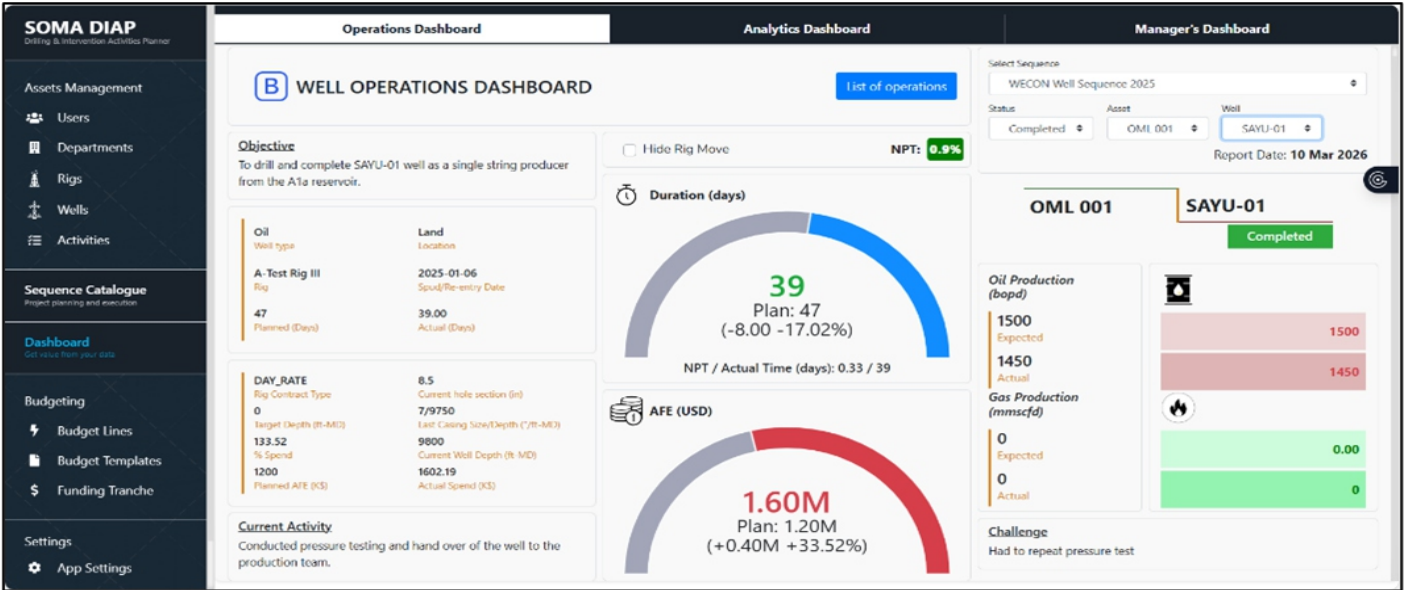 SOMA DIAP
Drilling & Intervention Activities Planner
Assets Management
Users
Departments
Rigs
Wells
Activities
Sequence Catalogue
Project planning and execution
Dashboard
Get value from your data
Budgeting
Budget Lines
Budget Templates
$ Funding Tranche
Settings
App Settings
Operations Dashboard
Analytics Dashboard
Manager's Dashboard
B WELL OPERATIONS DASHBOARD
List of operations
Objective
To drill and complete SAYU-01 well as a single string producer
from the A1a reservoir.
Oil
Well type
Land
Location
A-Test Rig III
Rig
2025-01-06
Spud/Re-entry Date
47
Planned (Days)
39.00
Actual (Days)
DAY_RATE
Rig Contract Type
8.5
Current hole section (in)
0
Target Depth (ft-MD)
7/9750
Last Casing Size/Depth ("/ft-MD)
133.52
% Spend
9800
Current Well Depth (ft-MD)
1200
Planned AFE (K$)
1602.19
Actual Spend (K$)
Current Activity
Conducted pressure testing and hand over of the well to the
production team.
Hide Rig Move
NPT: 0.9%
Duration (days)
39
Plan: 47
(-8.00 -17.02%)
NPT / Actual Time (days): 0.33 / 39
AFE (USD)
1.60M
Plan: 1.20M
(+0.40M +33.52%)
Select Sequence
WECON Well Sequence 2025
Status
Asset
Well
Completed
OML 001
SAYU-01
Report Date: 10 Mar 2026
OML 001
SAYU-01
Completed
Oil Production
(bopd)
1500
Expected
1450
Actual
Gas Production
(mmscfd)
0
Expected
0
Actual
1500
1450
0.00
0
Challenge
Had to repeat pressure test